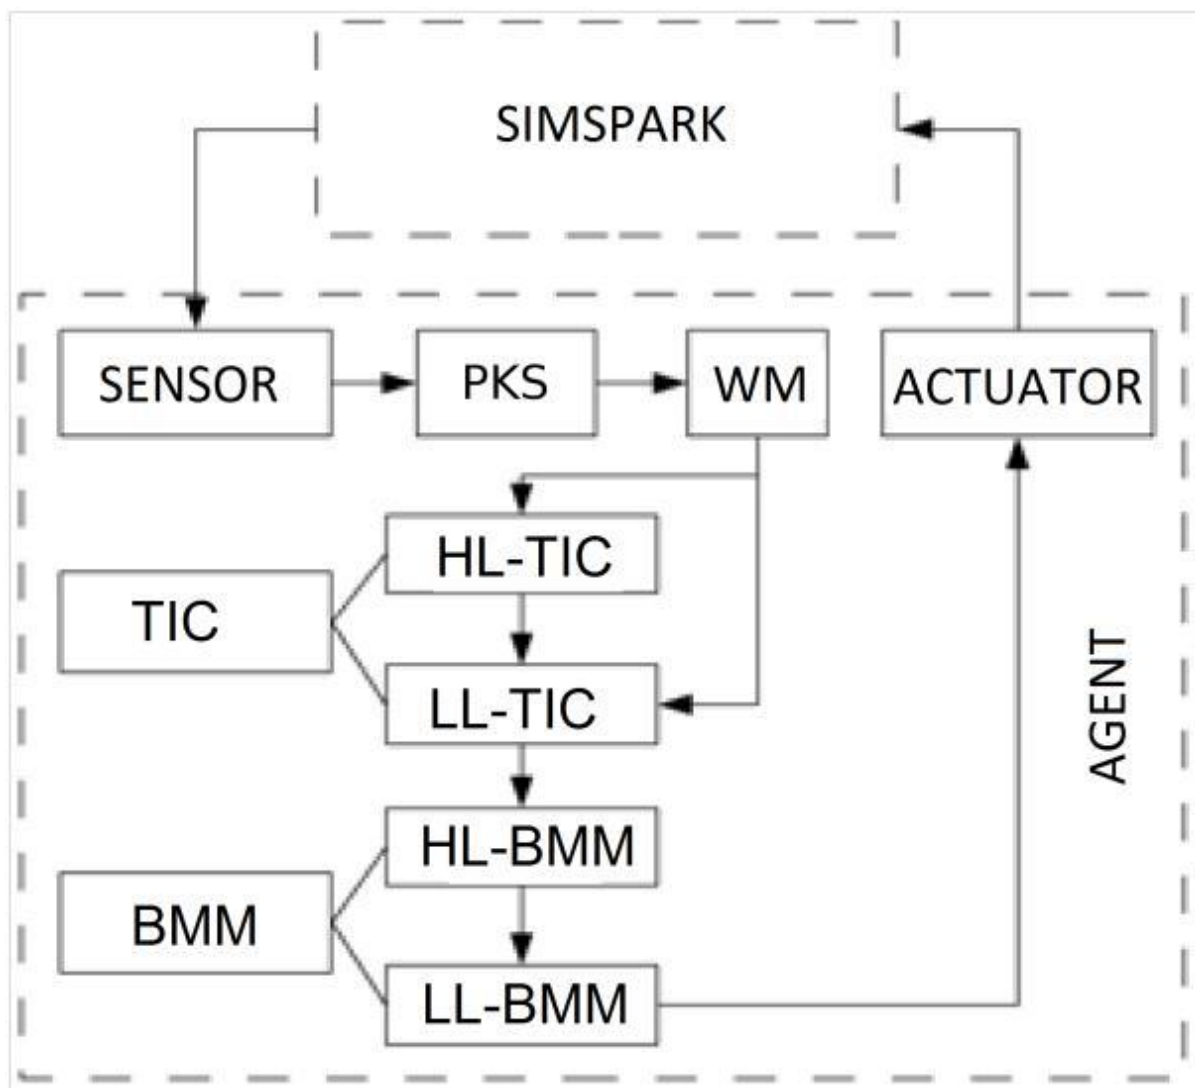 SIMSPARK
SENSOR
PKS
WM
ACTUATOR
HL-TIC
TIC
LL-TIC
AGENT
HL-BMM
BMM
LL-BMM